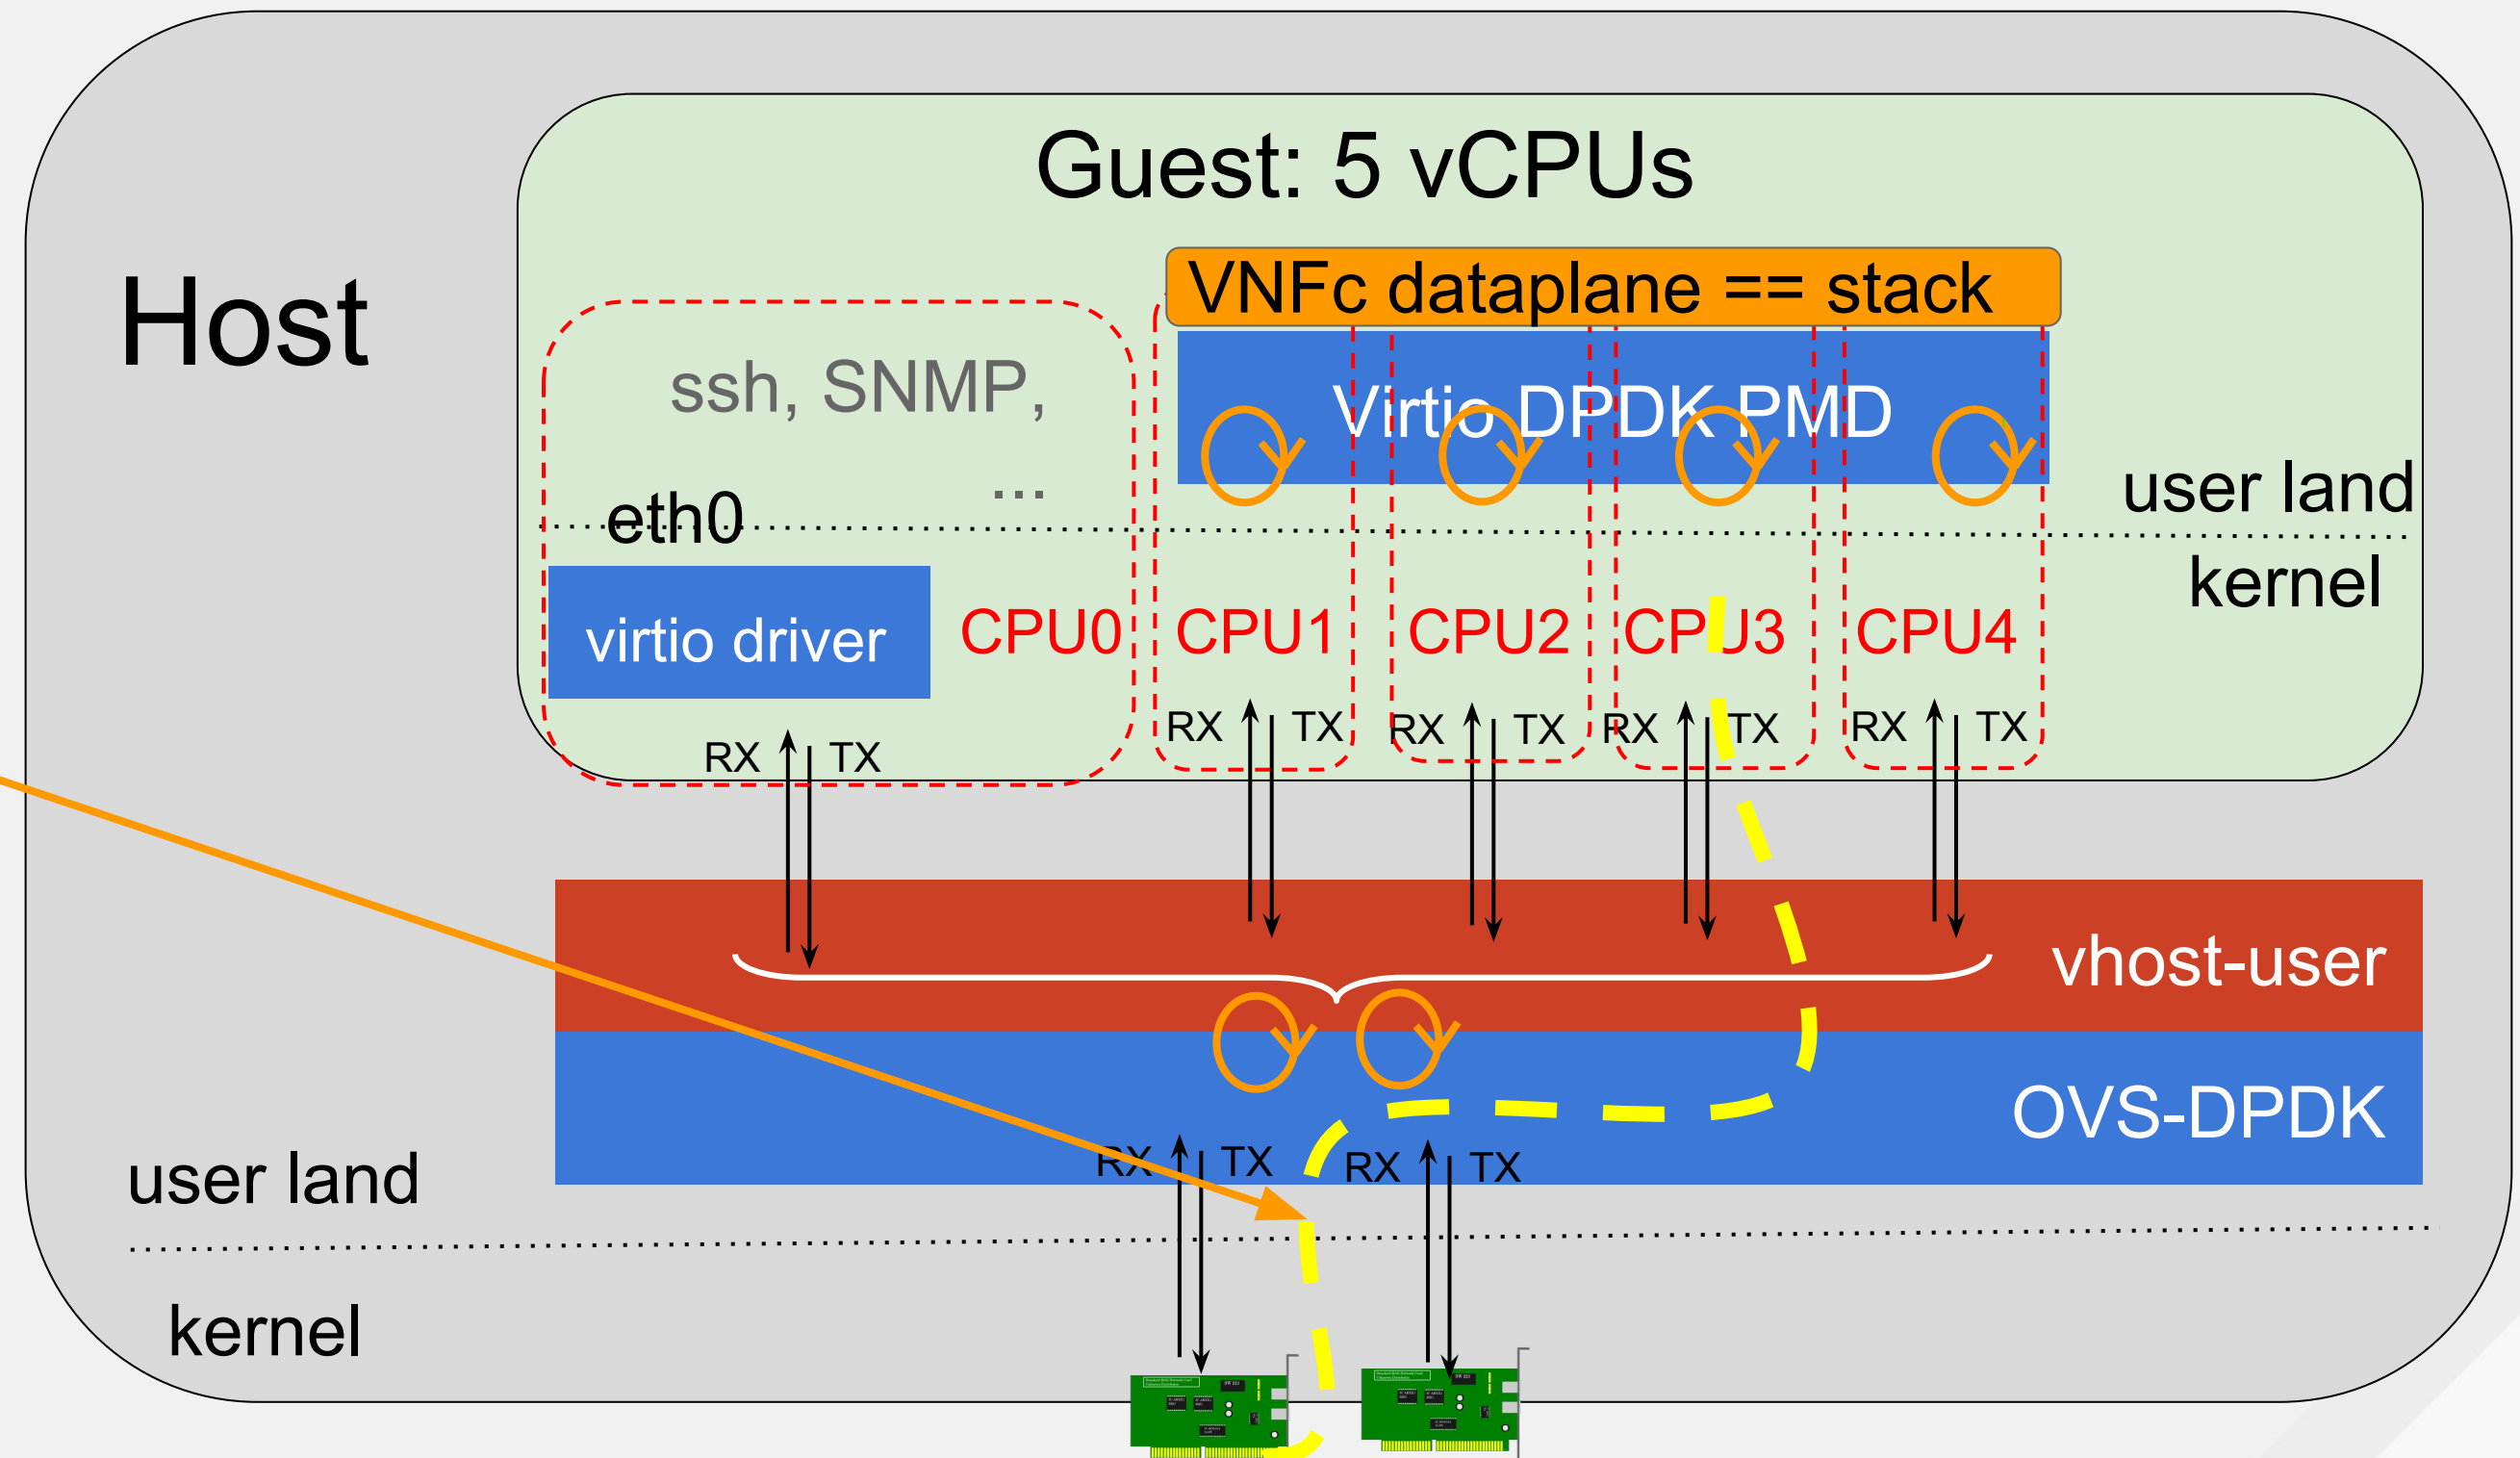 Guest: 5 vCPUs
Host
VNFc dataplane == stack
ssh, SNMP,
...
Virtio DPDK PMD
eth0
user land
kernel
virtio driver
CPU0
CPU1
CPU2
CPU3
CPU4
RX TX
RX TX
RX TX
RX TX
RX TX
vhost-user
OVS-DPDK
RX TX
RX TX
user land
kernel